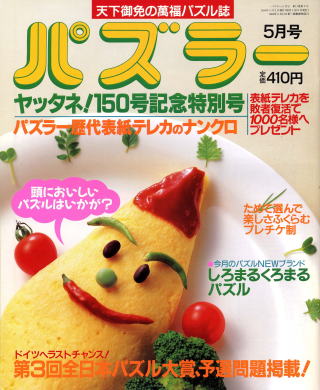 天下御免の萬福パズル誌
パズラー
5月号
定価410円
ヤッタネ!150号記念特別号
パズラー歴代表紙テレカのナンクロ
表紙テレカを
敗者復活で
1000名様へ
プレゼント
頭においしい
パズルはいかが?
ためて選んで
楽しさふくらむ
プレチケ制
今月のパズルNEWブランド
しろまるくろまる
パズル
ドイツへラストチャンス!
第3回全日本パズル大賞、予選問題掲載!